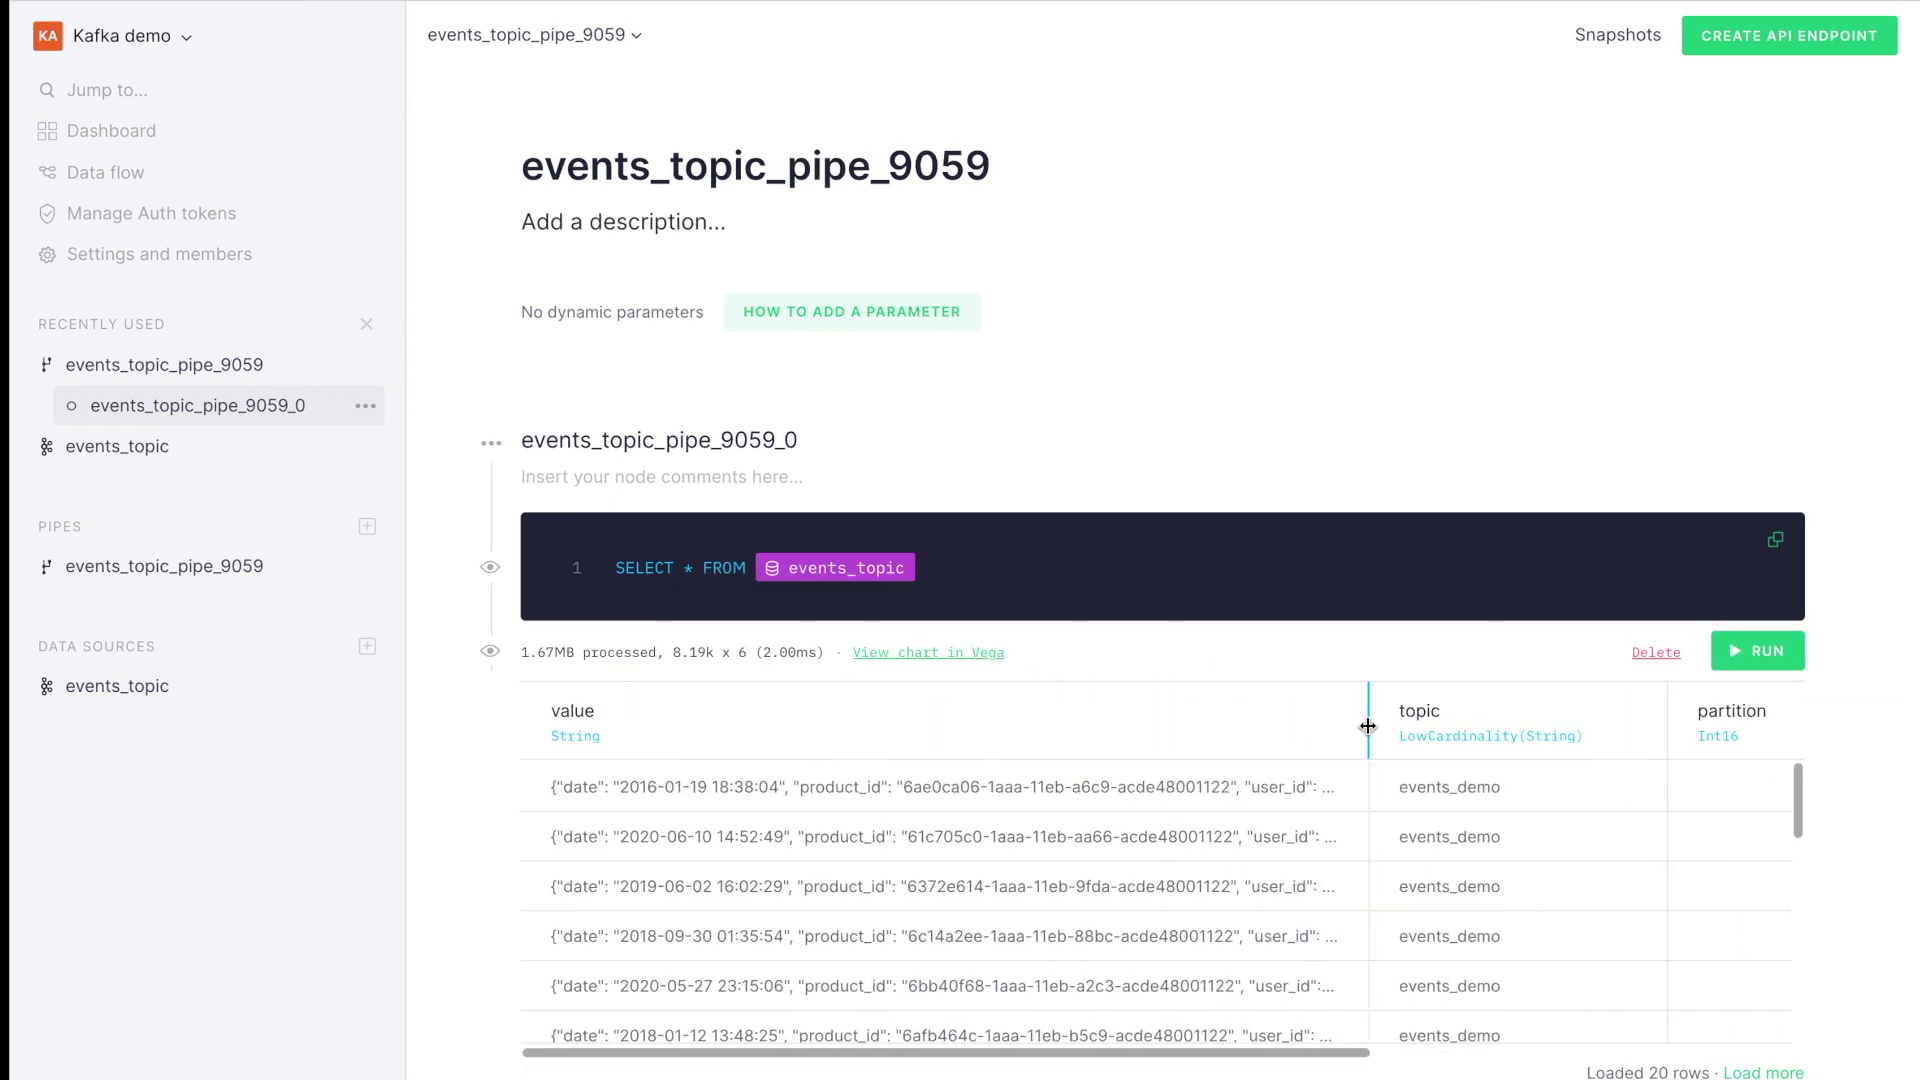 KA Kafka demo
Jump to...
Dashboard
Data flow
Manage Auth tokens
Settings and members
RECENTLY USED
events_topic_pipe_9059
events_topic_pipe_9059_0
events_topic
PIPES
events_topic_pipe_9059
DATA SOURCES
events_topic
events_topic_pipe_9059
Snapshots
CREATE API ENDPOINT
events_topic_pipe_9059
Add a description...
No dynamic parameters
HOW TO ADD A PARAMETER
events_topic_pipe_9059_0
Insert your node comments here...
1 SELECT * FROM events_topic
1.67MB processed, 8.19k x 6 (2.00ms) · View chart in Vega
Delete
RUN
value topic partition
String LowCardinality(String) Int16
{"date": "2016-01-19 18:38:04", "product_id": "6ae0ca06-1aaa-11eb-a6c9-acde48001122", "user_id": ... events_demo
{"date": "2020-06-10 14:52:49", "product_id": "61c705c0-1aaa-11eb-aa66-acde48001122", "user_id": ... events_demo
{"date": "2019-06-02 16:02:29", "product_id": "6372e614-1aaa-11eb-9fda-acde48001122", "user_id": ... events_demo
{"date": "2018-09-30 01:35:54", "product_id": "6c14a2ee-1aaa-11eb-88bc-acde48001122", "user_id": ... events_demo
{"date": "2020-05-27 23:15:06", "product_id": "6bb40f68-1aaa-11eb-a2c3-acde48001122", "user_id":... events_demo
{"date": "2018-01-12 13:48:25", "product_id": "6afb464c-1aaa-11eb-b5c9-acde48001122", "user_id": ... events_demo
Loaded 20 rows · Load more